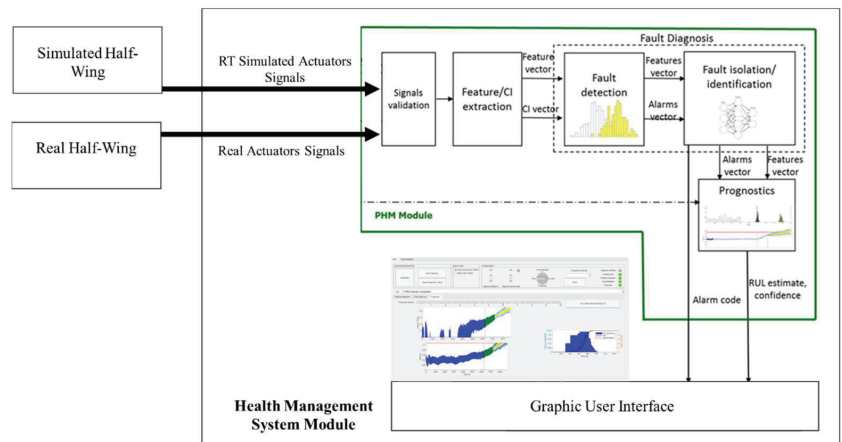 Simulated Half-
Wing
RT Simulated Actuators
Signals
Real Half-Wing
Real Actuators Signals
Signals
validation
Feature/CI
extraction
Feature
vector
CI vector
Fault Diagnosis
Fault
detection
Features
vector
Alarms
vector
Fault isolation/
identification
Alarms
vector
Features
vector
Prognostics
PHM Module
Alarm code
RUL estimate,
confidence
Health Management
System Module
Graphic User Interface